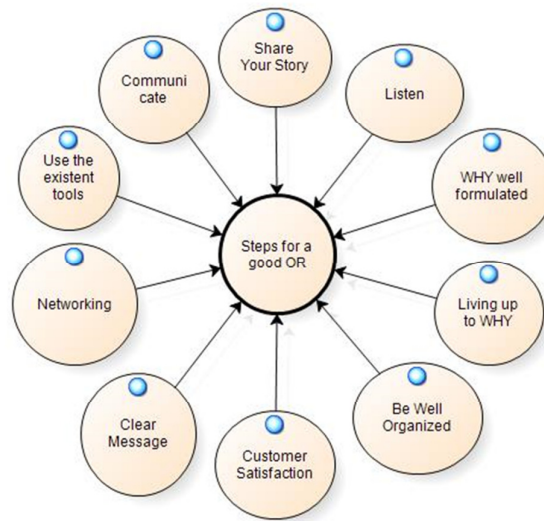 Share
Your Story
Listen
WHY well
formulated
Living up
to WHY
Be Well
Organized
Customer
Satisfaction
Clear
Message
Networking
Use the
existent
tools
Communi
cate
Steps for a
good OR